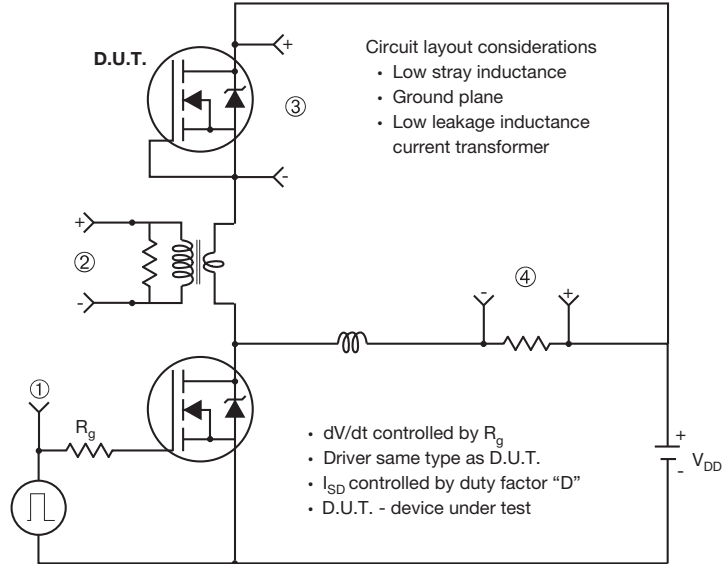 D.U.T.
+
-
③
Circuit layout considerations
• Low stray inductance
• Ground plane
• Low leakage inductance
current transformer
+
②
-
④
-
+
①
Rg
+
VDD
-
• dV/dt controlled by Rg
• Driver same type as D.U.T.
• ISD controlled by duty factor “D”
• D.U.T. - device under test